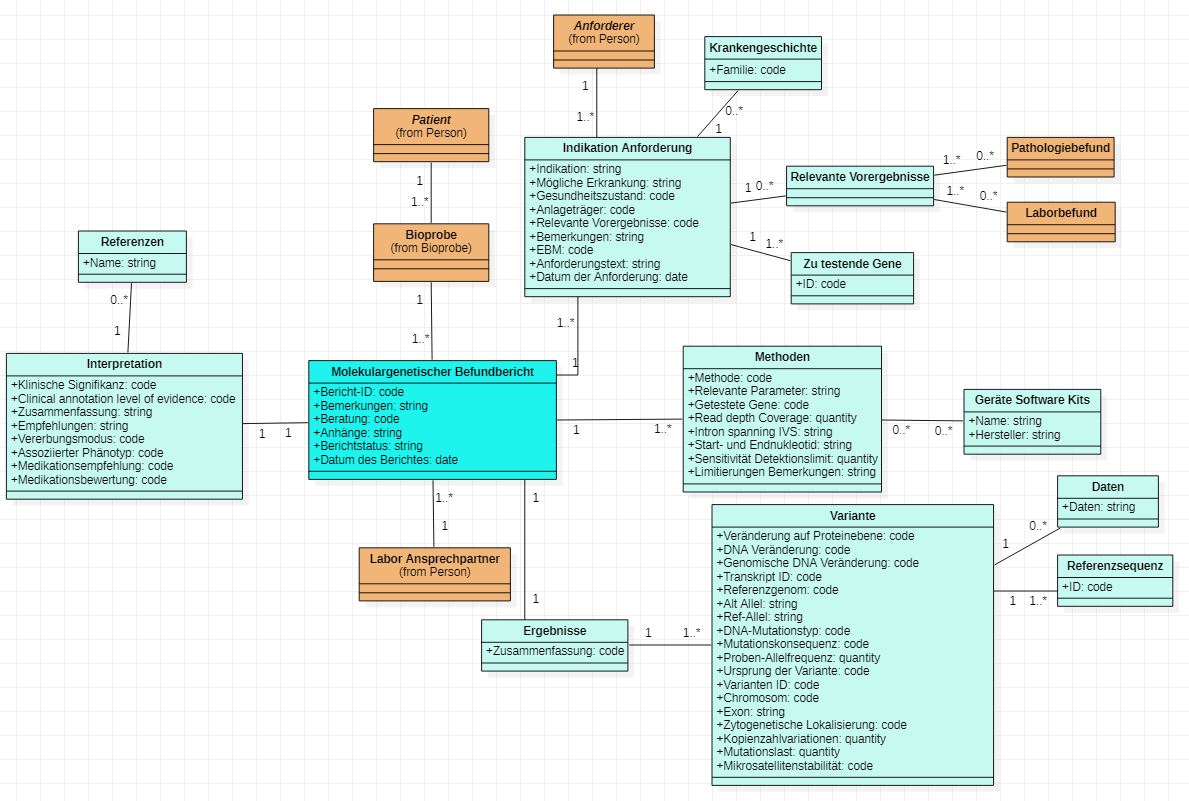 Anforderer
(from Person)
1
1..*
Krankengeschichte
+Familie: code
0..*
1
Patient
(from Person)
1
1..*
Bioprobe
(from Bioprobe)
1
1..*
Indikation Anforderung
+Indikation: string
+Mögliche Erkrankung: string
+Gesundheitszustand: code
+Anlageträger: code
+Relevante Vorergebnisse: code
+Bemerkungen: string
+EBM: code
+Anforderungstext: string
+Datum der Anforderung: date
1 0..*
Relevante Vorergebnisse
1..* 0..*
Pathologiebefund
1..* 0..*
Laborbefund
1 1..*
Zu testende Gene
+ID: code
1..*
1
Referenzen
+Name: string
0..*
1
Interpretation
+Klinische Signifikanz: code
+Clinical annotation level of evidence: code
+Zusammenfassung: string
+Empfehlungen: string
+Vererbungsmodus: code
+Assoziierter Phänotyp: code
+Medikationsempfehlung: code
+Medikationsbewertung: code
1 1
Molekulargenetischer Befundbericht
+Bericht-ID: code
+Bemerkungen: string
+Beratung: code
+Anhänge: string
+Berichtstatus: string
+Datum des Berichtes: date
1 1..*
Methoden
+Methode: code
+Relevante Parameter: string
+Getestete Gene: code
+Read depth Coverage: quantity
+Intron spanning IVS: string
+Start- und Endnukleotid: string
+Sensitivität Detektionslimit: quantity
+Limitierungen Bemerkungen: string
0..* 0..*
Geräte Software Kits
+Name: string
+Hersteller: string
1..*
1
Labor Ansprechpartner
(from Person)
1
1
Ergebnisse
+Zusammenfassung: code
1 1..*
Variante
+Veränderung auf Proteinebene: code
+DNA Veränderung: code
+Genomische DNA Veränderung: code
+Transkript ID: code
+Referenzgenom: code
+Alt Allel: string
+Ref-Allel: string
+DNA-Mutationstyp: code
+Mutationskonsequenz: code
+Proben-Allelfrequenz: quantity
+Ursprung der Variante: code
+Varianten ID: code
+Chromosom: code
+Exon: string
+Zytogenetische Lokalisierung: code
+Kopienzahlvariationen: quantity
+Mutationslast: quantity
+Mikrosatellitenstabilität: code
1 0..*
Daten
+Daten: string
1 1..*
Referenzsequenz
+ID: code